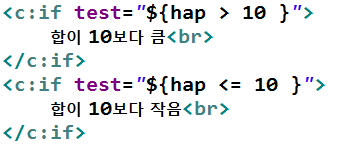 <c:if test="${hap > 10 }">
합이 10보다 큼<br>
</c:if>
<c:if test="${hap <= 10 }">
합이 10보다 작음<br>
</c:if>